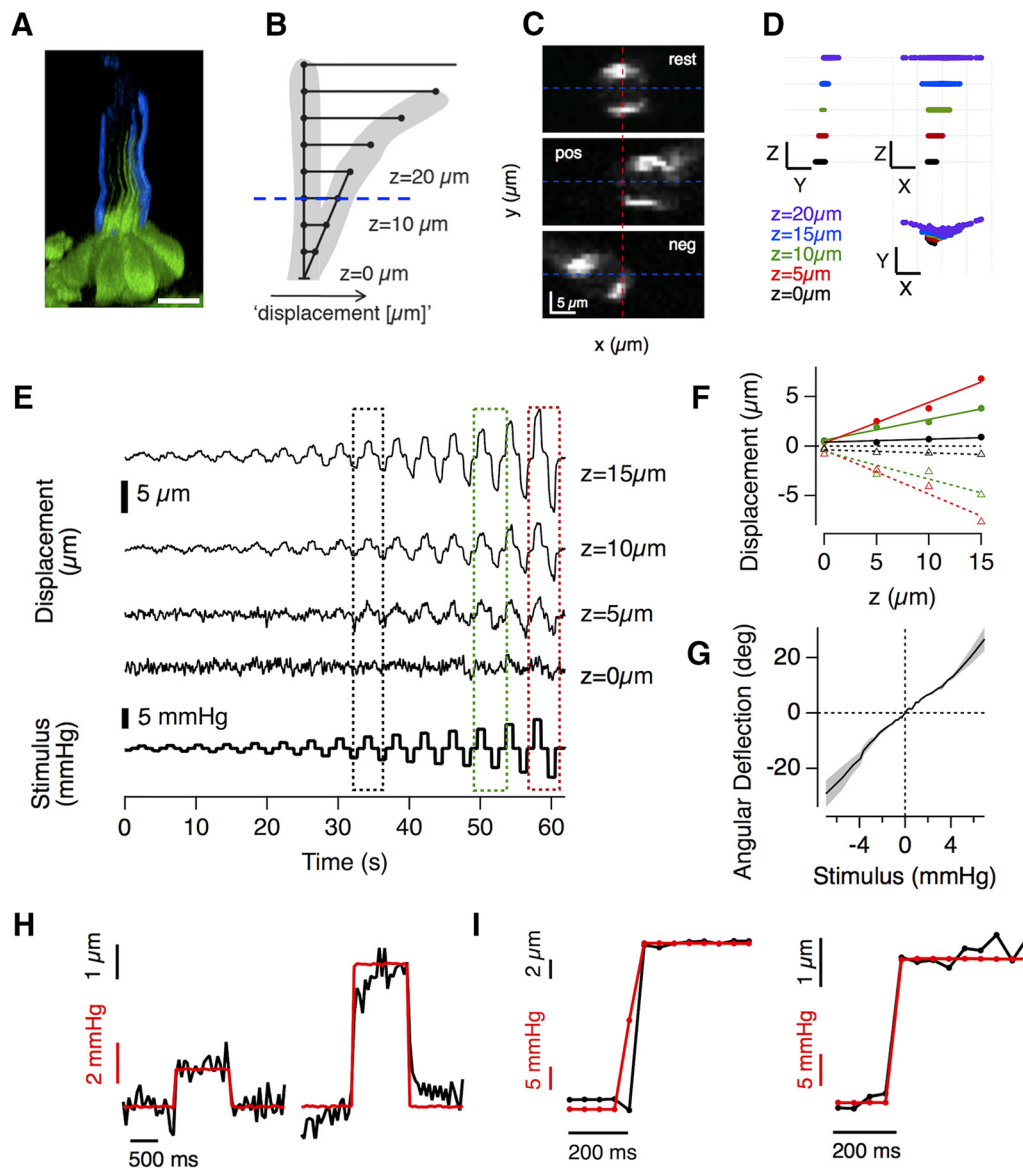 A
B
z=20 µm
z=10 µm
z=0 µm
‘displacement [µm]’
C
rest
pos
neg
5 µm
y (µm)
x (µm)
D
Z
Y
Z
X
z=20µm
z=15µm
z=10µm
z=5µm
z=0µm
Y
X
E
Displacement
(µm)
5 µm
z=15µm
z=10µm
z=5µm
z=0µm
5 mmHg
Stimulus
(mmHg)
0 10 20 30 40 50 60
Time (s)
F
Displacement (µm)
5
0
-5
0 5 10 15
z (µm)
G
Angular Deflection (deg)
20
0
-20
-4 0 4
Stimulus (mmHg)
H
1 µm
2 mmHg
500 ms
I
2 µm
5 mmHg
200 ms
1 µm
5 mmHg
200 ms